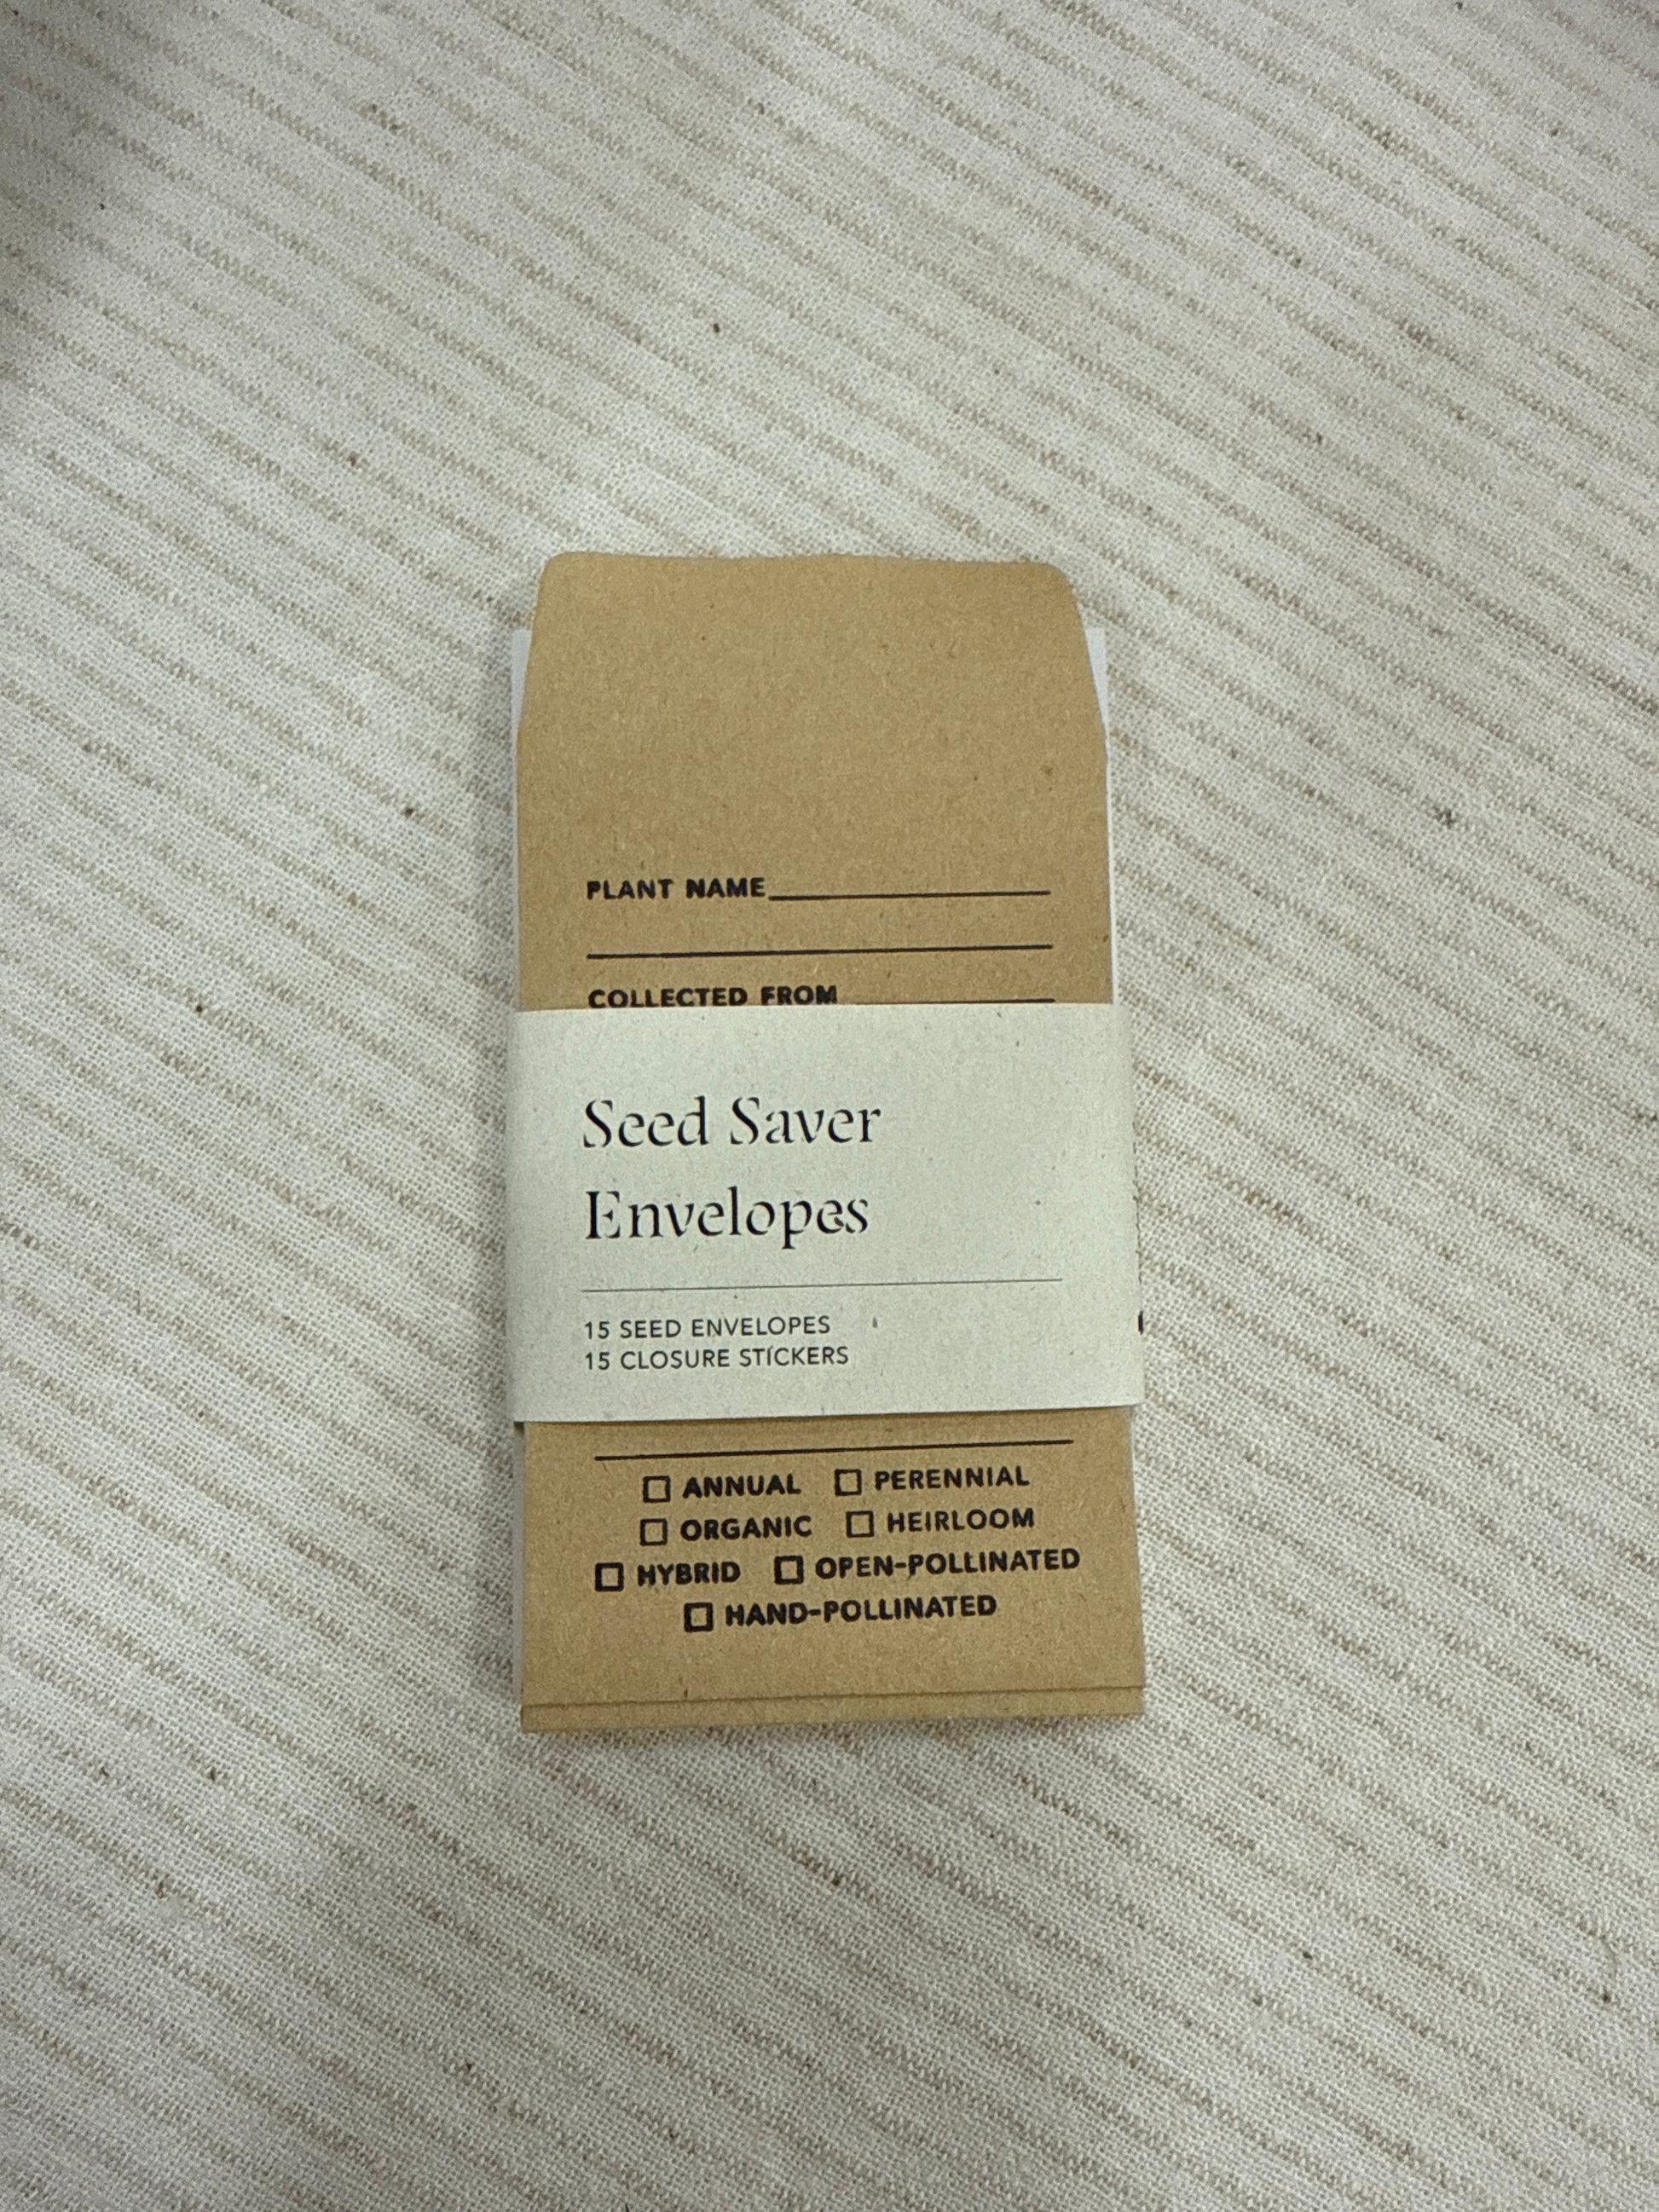 PLANT NAME
COLLECTED FROM
Seed Saver
Envelopes
15 SEED ENVELOPES
15 CLOSURE STICKERS
ANNUAL PERENNIAL
ORGANIC HEIRLOOM
HYBRID OPEN-POLLINATED
HAND-POLLINATED